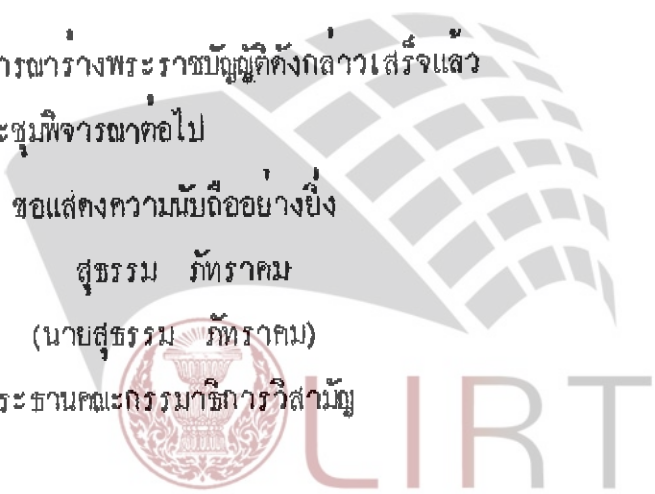 ารณาร่างพระราชบัญญัติดังกล่าวเสร็จแล้ว
ะชุมพิจารณาต่อไป
ขอแสดงความนับถืออย่างยิ่ง
สุธรรม ภัทราคม
(นายสุธรรม ภัทราคม)
ระธานคณะกรรมาธิการวิสามัญ
LIRT